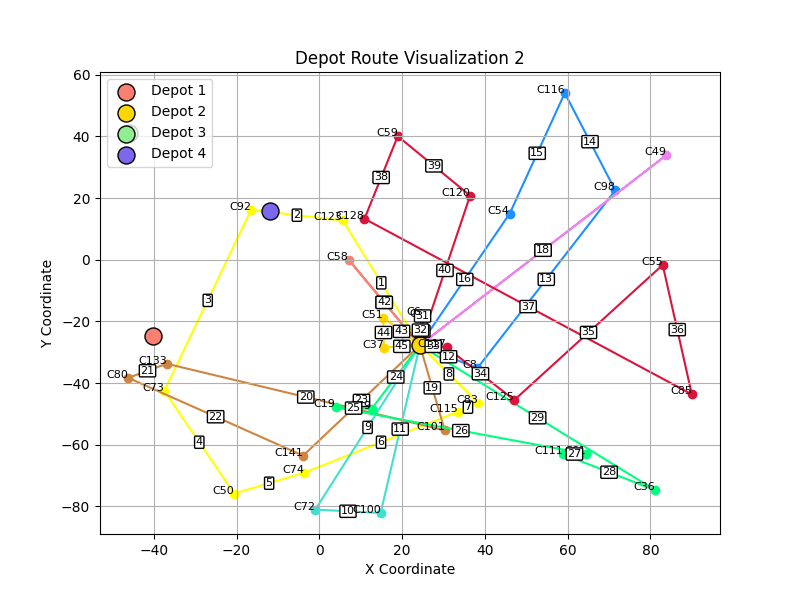 Depot Route Visualization 2
Depot 1
Depot 2
Depot 3
Depot 4
Y Coordinate
60
40
20
0
−20
−40
−60
−80
−40
−20
0
20
40
60
80
X Coordinate
C116
C59
C49
C98
C120
C92
C123
C128
C54
C58
C55
C51
C6
C37
C133
C80
C8
C73
C125
C85
C19
C83
C115
C101
C141
C111
C74
C50
C36
C72
C100
1
2
3
4
5
6
7
8
9
10
11
12
13
14
15
16
18
19
20
21
22
23
24
25
26
27
28
29
31
32
34
35
36
37
38
39
40
42
43
44
45